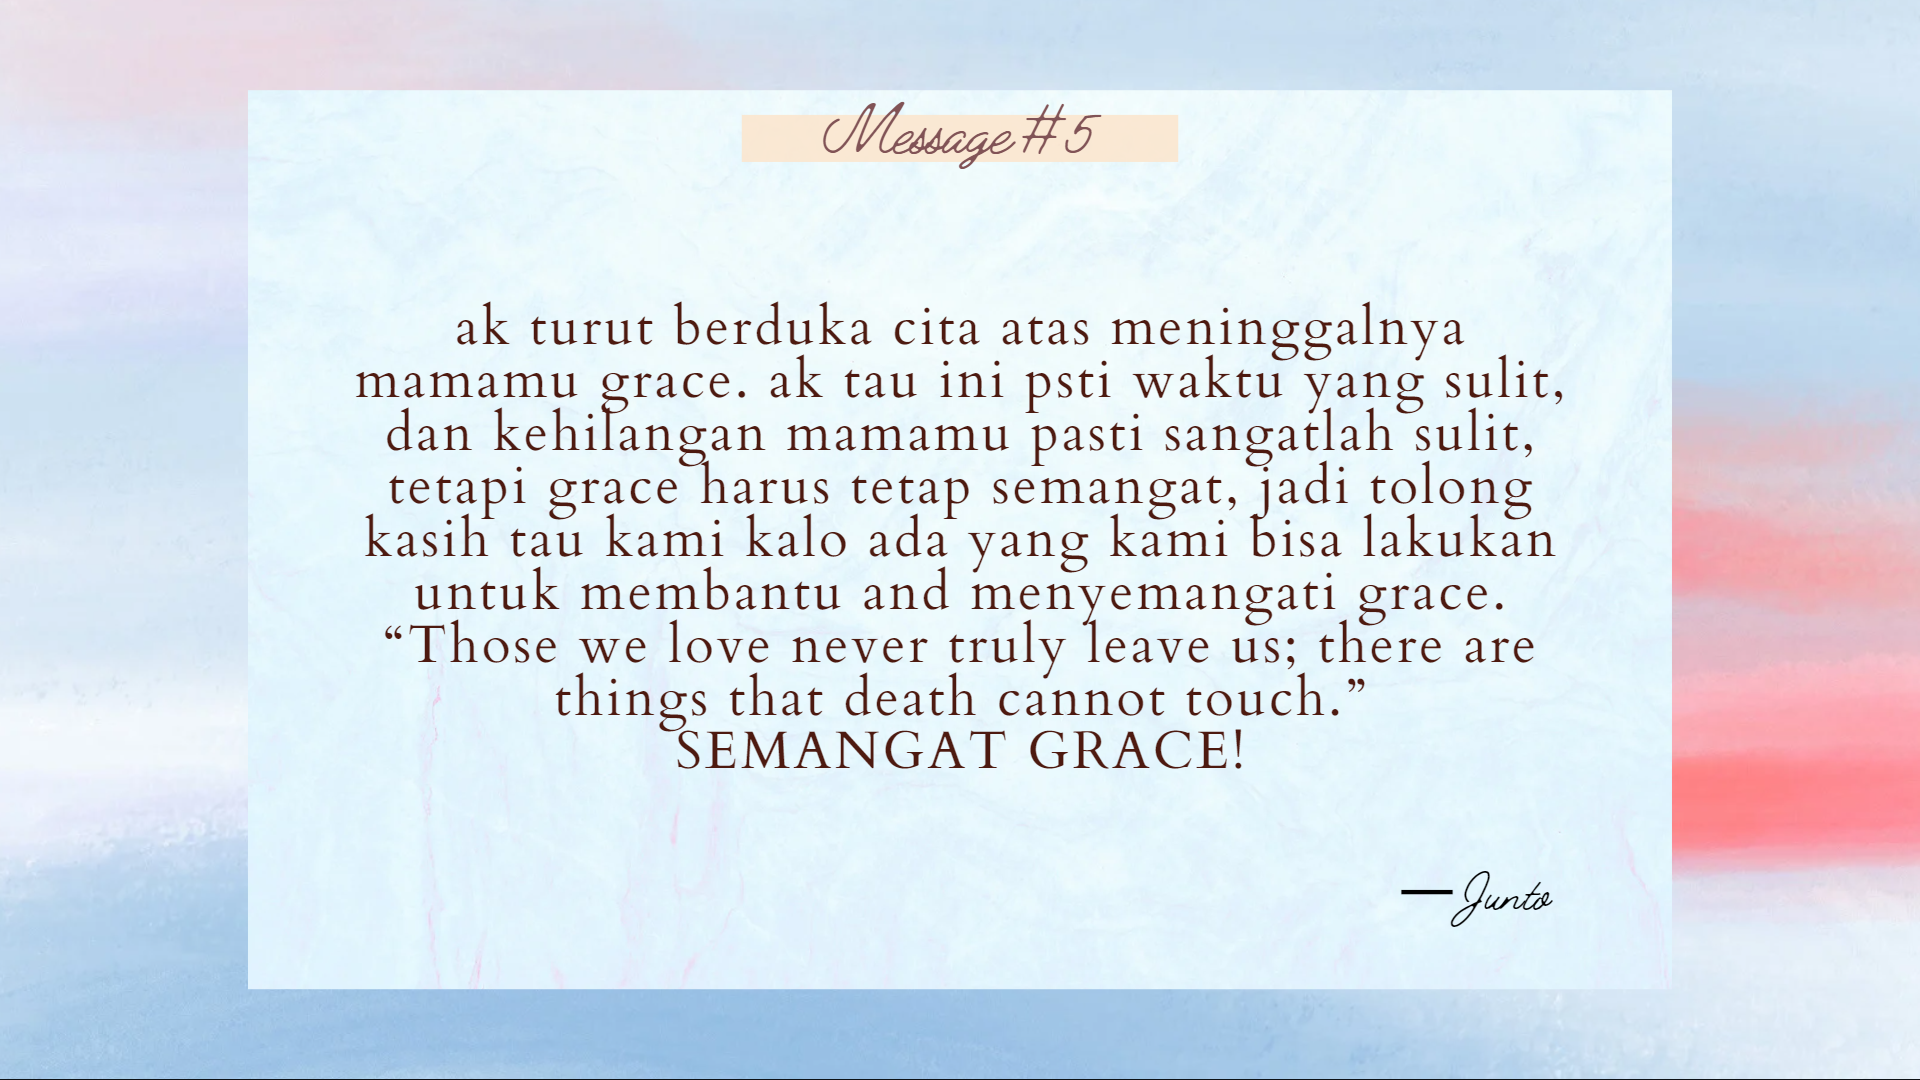 Message #5
ak turut berduka cita atas meninggalnya
mamamu grace. ak tau ini psti waktu yang sulit,
dan kehilangan mamamu pasti sangatlah sulit,
tetapi grace harus tetap semangat, jadi tolong
kasih tau kami kalo ada yang kami bisa lakukan
untuk membantu and menyemangati grace.
“Those we love never truly leave us; there are
things that death cannot touch.”
SEMANGAT GRACE!
— Junto